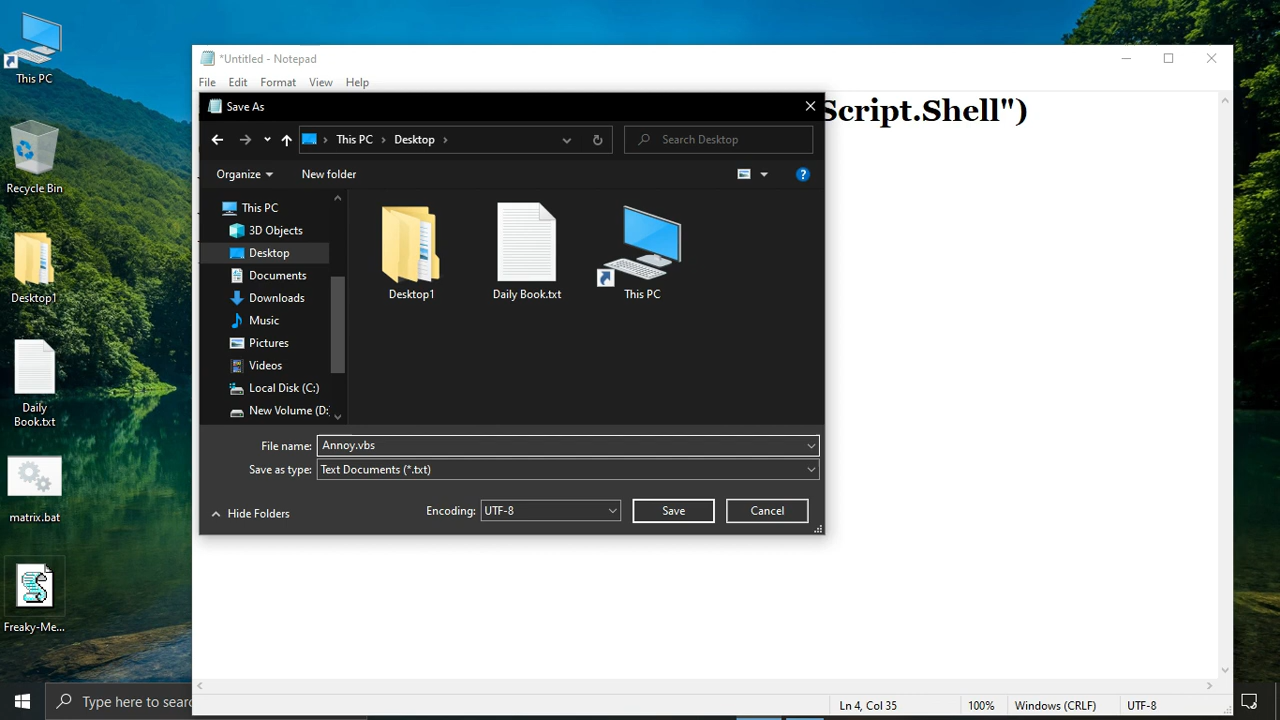 This PC
Recycle Bin
Desktop1
Daily
Book.txt
matrix.bat
Freaky-Me...
Type here to sear
*Untitled - Notepad
File Edit Format View Help
Script.Shell")
Save As
This PC > Desktop >
Search Desktop
Organize New folder
?
This PC
3D Objects
Desktop
Documents
Downloads
Music
Pictures
Videos
Local Disk (C:)
New Volume (D:
Desktop1
Daily Book.txt
This PC
File name: Annoy.vbs
Save as type: Text Documents (*.txt)
Hide Folders
Encoding: UTF-8
Save
Cancel
Ln 4, Col 35
100%
Windows (CRLF)
UTF-8